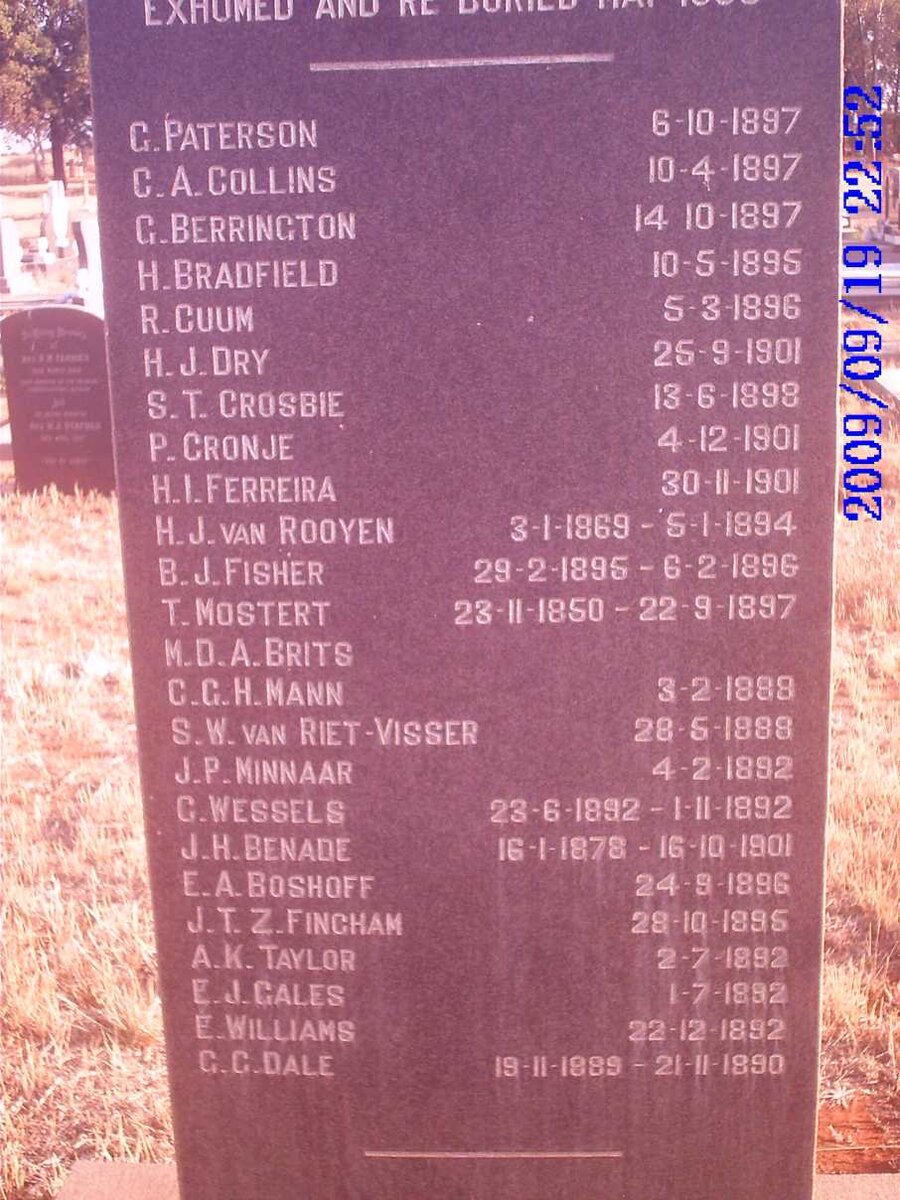 EXHUMED AND RE BURIED MAY
G. PATERSON 6-10-1897
C. A. COLLINS 10-4-1897
G. BERRINGTON 14 10-1897
H. BRADFIELD 10-5-1895
R. CUUM 5-3-1896
H. J. DRY 25-9-1901
S. T. CROSBIE 13-6-1898
P. CRONJE 4-12-1901
H. I. FERREIRA 30-11-1901
H. J. VAN ROOYEN 3-1-1869 - 5-1-1894
B. J. FISHER 29-2-1895 - 6-2-1896
T. MOSTERT 23-11-1850 - 22-9-1897
M. D. A. BRITS
C. G. H. MANN 3-2-1888
S. W. VAN RIET-VISSER 28-5-1888
J. P. MINNAAR 4-2-1892
C. WESSELS 23-6-1892 - 1-11-1892
J. H. BENADE 16-1-1878 - 16-10-1901
E. A. BOSHOFF 24-9-1896
J. T. Z. FINCHAM 28-10-1895
A. K. TAYLOR 2-7-1892
E. J. GALES 1-7-1892
E. WILLIAMS 22-12-1892
G. C. DALE 19-11-1889 - 21-11-1890
2009/09/19 22:52